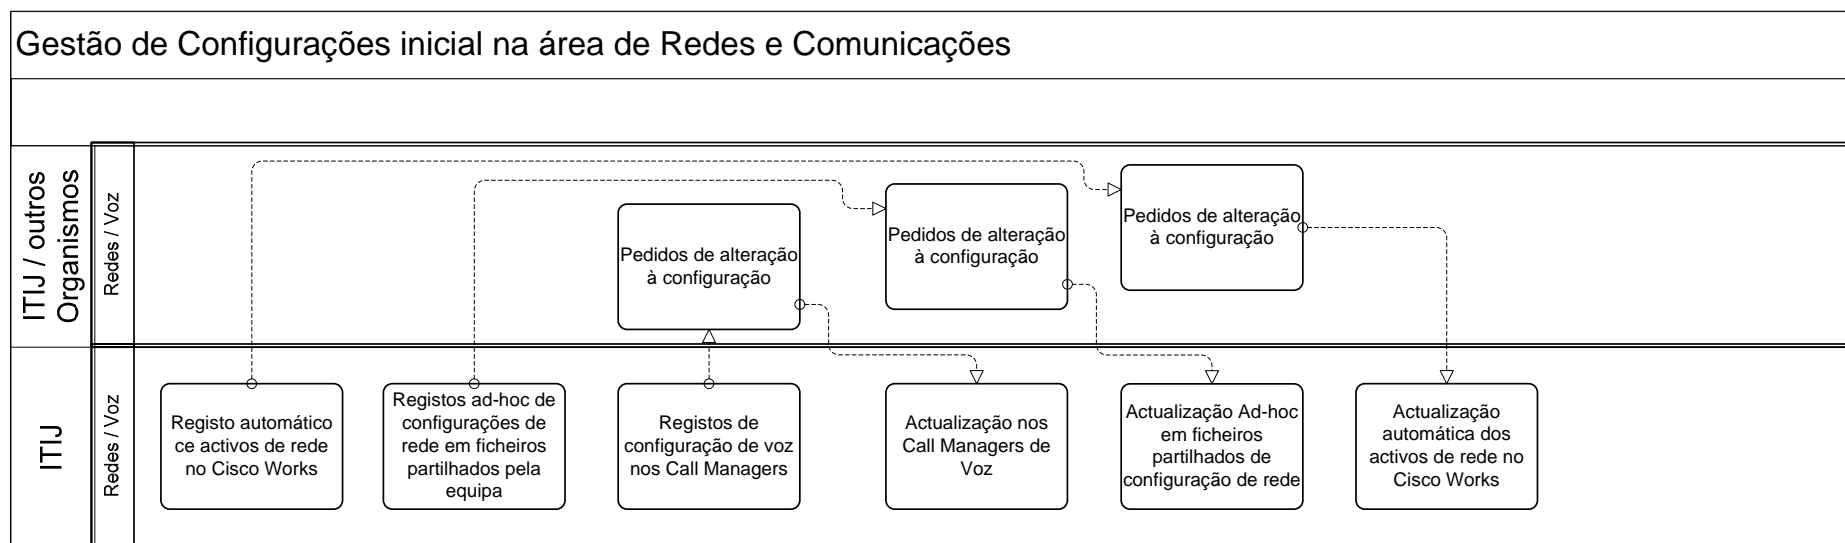 Gestão de Configurações inicial na área de Redes e Comunicações
ITIJ / outros
Organismos
Redes / Voz
Pedidos de alteração
à configuração
Pedidos de alteração
à configuração
Pedidos de alteração
à configuração
ITIJ
Redes / Voz
Registo automático
ce activos de rede
no Cisco Works
Registos ad-hoc de
configurações de
rede em ficheiros
partilhados pela
equipa
Registos de
configuração de voz
nos Call Managers
Actualização nos
Call Managers de
Voz
Actualização Ad-hoc
em ficheiros
partilhados de
configuração de rede
Actualização
automática dos
activos de rede no
Cisco Works